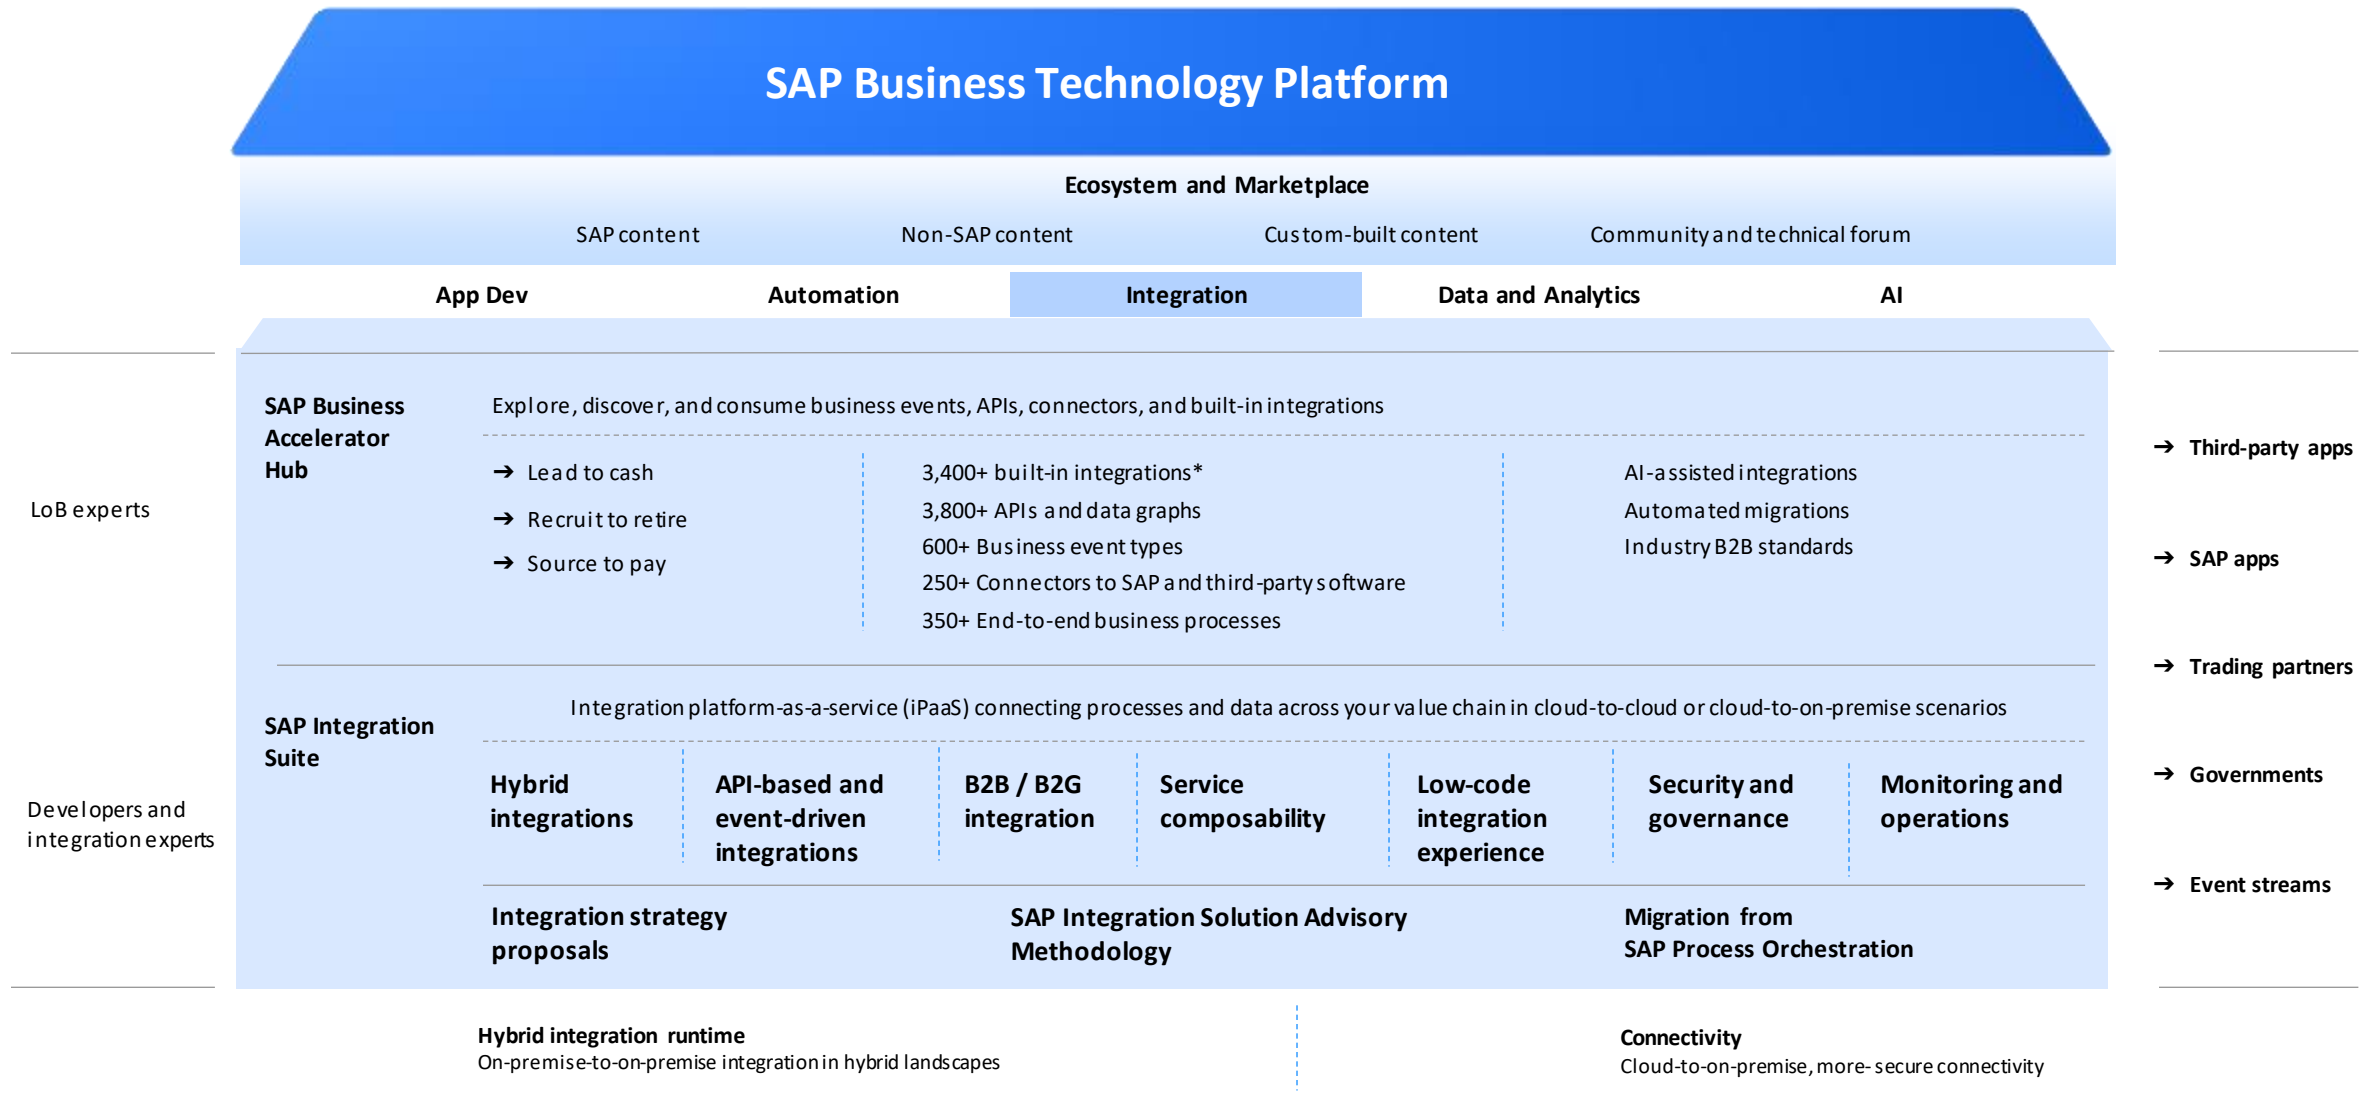 SAP Business Technology Platform
Ecosystem and Marketplace
SAP content
Non-SAP content
Custom-built content
Community and technical forum
App Dev
Automation
Integration
Data and Analytics
AI
LoB experts
Developers and
integration experts
SAP Business
Accelerator
Hub
Explore, discover, and consume business events, APIs, connectors, and built-in integrations
➔ Lead to cash
➔ Recruit to retire
➔ Source to pay
3,400+ built-in integrations*
3,800+ APIs and data graphs
600+ Business event types
250+ Connectors to SAP and third-party software
350+ End-to-end business processes
AI-assisted integrations
Automated migrations
Industry B2B standards
SAP Integration
Suite
Integration platform-as-a-service (iPaaS) connecting processes and data across your value chain in cloud-to-cloud or cloud-to-on-premise scenarios
Hybrid
integrations
API-based and
event-driven
integrations
B2B / B2G
integration
Service
composability
Low-code
integration
experience
Security and
governance
Monitoring and
operations
Integration strategy
proposals
SAP Integration Solution Advisory
Methodology
Migration from
SAP Process Orchestration
➔ Third-party apps
➔ SAP apps
➔ Trading partners
➔ Governments
➔ Event streams
Hybrid integration runtime
On-premise-to-on-premise integration in hybrid landscapes
Connectivity
Cloud-to-on-premise, more- secure connectivity